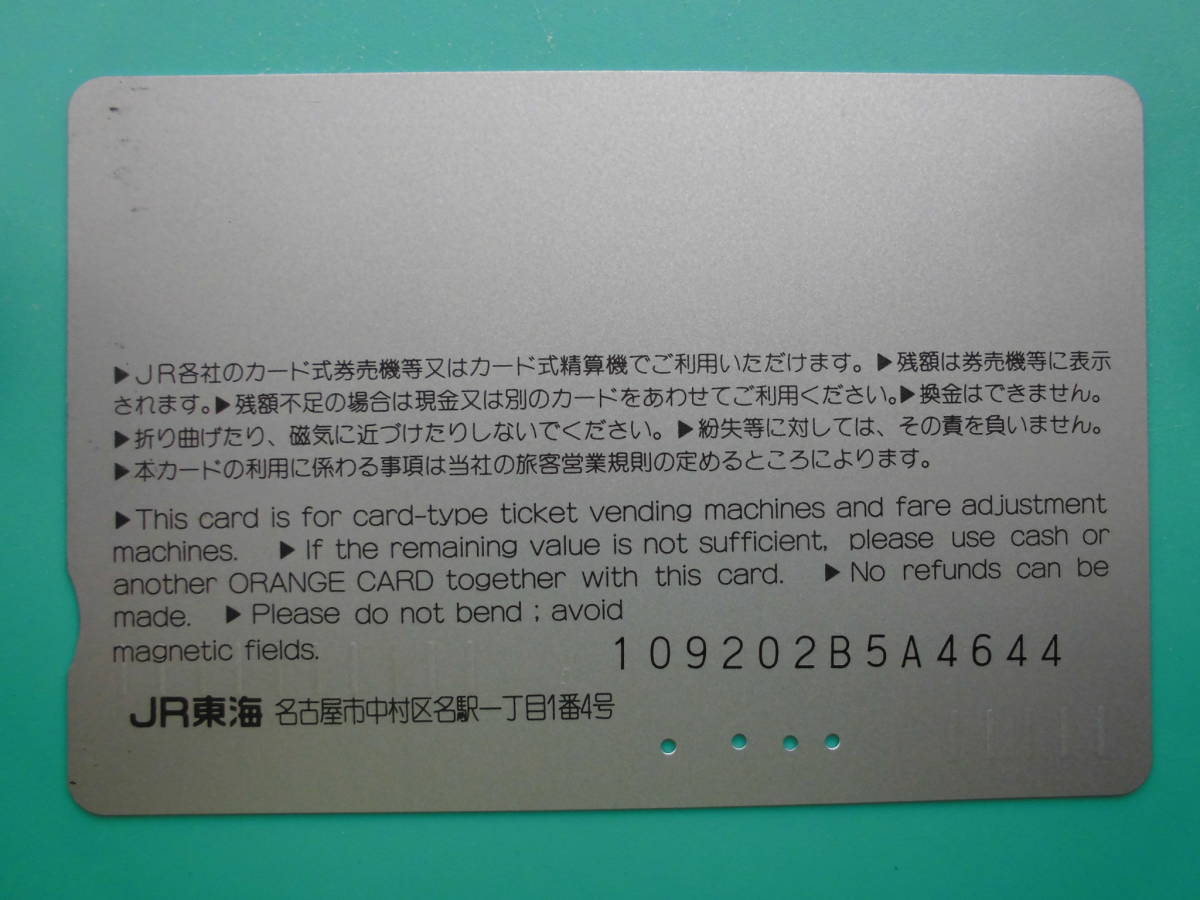 ▶JR各社のカード式券売機等又はカード式精算機でご利用いただけます。▶残額は券売機等に表示
されます。▶残額不足の場合は現金又は別のカードをあわせてご利用ください。▶換金はできません。
▶折り曲げたり、磁気に近づけたりしないでください。▶紛失等に対しては、その責を負いません。
▶本カードの利用に係わる事項は当社の旅客営業規則の定めるところによります。
▶This card is for card-type ticket vending machines and fare adjustment
machines. ▶If the remaining value is not sufficient, please use cash or
another ORANGE CARD together with this card. ▶No refunds can be
made. ▶Please do not bend ; avoid
magnetic fields.
109202B5A4644
JR東海 名古屋市中村区名駅一丁目1番4号